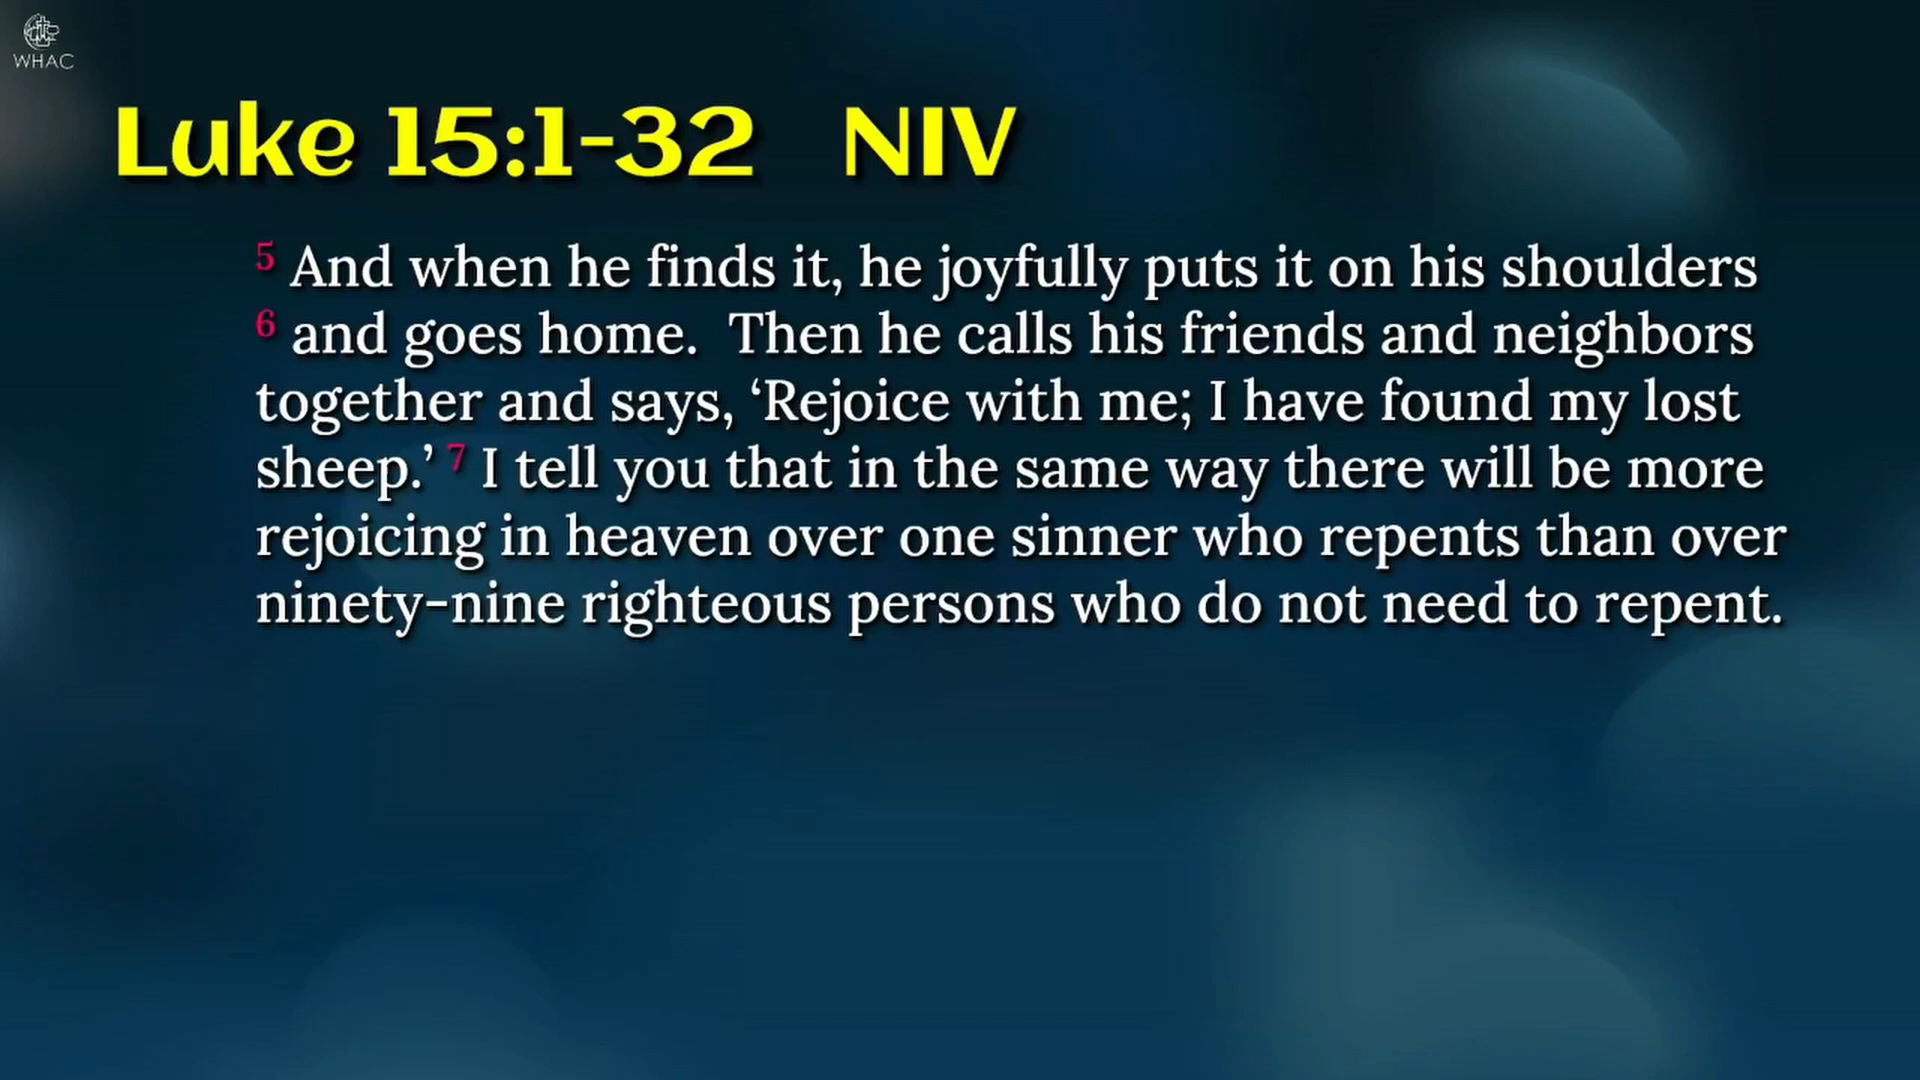 WHAC
Luke 15:1-32 NIV
5 And when he finds it, he joyfully puts it on his shoulders
6 and goes home. Then he calls his friends and neighbors
together and says, ‘Rejoice with me; I have found my lost
sheep.’ 7 I tell you that in the same way there will be more
rejoicing in heaven over one sinner who repents than over
ninety-nine righteous persons who do not need to repent.